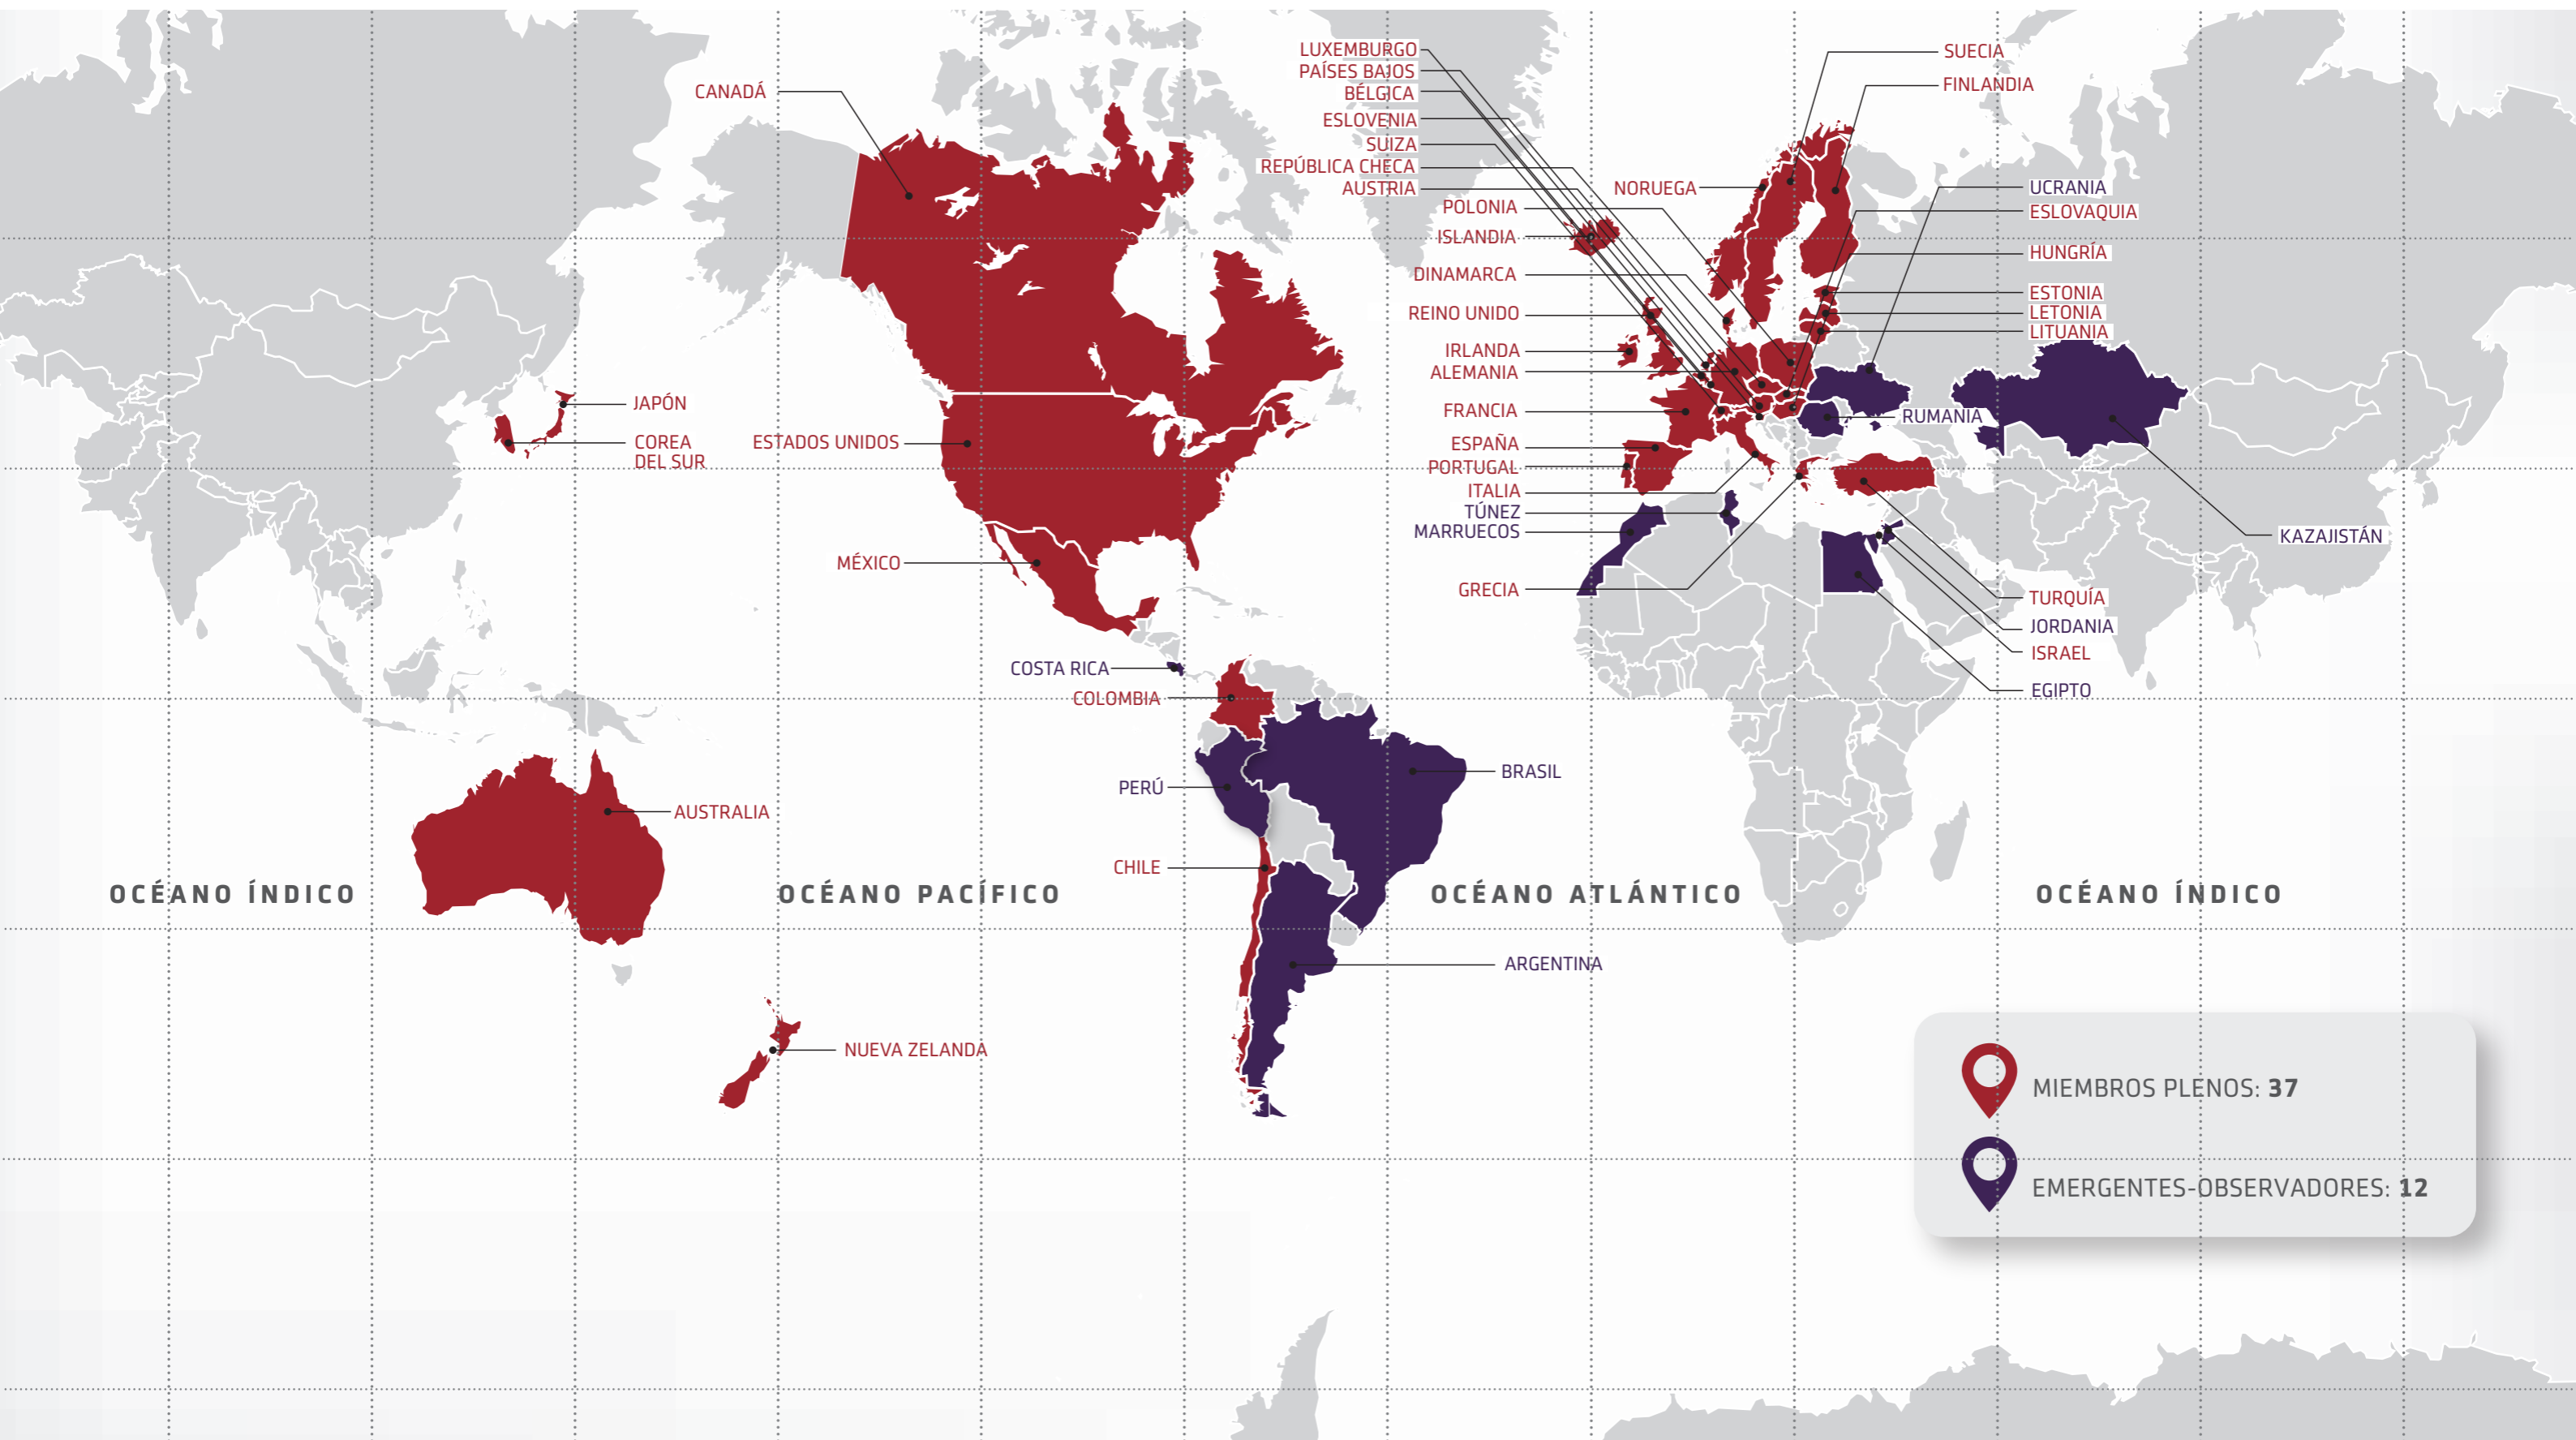 LUXEMBURGO
PAÍSES BAJOS
BÉLGICA
ESLOVENIA
SUIZA
REPÚBLICA CHECA
AUSTRIA
POLONIA
ISLANDIA
DINAMARCA
REINO UNIDO
IRLANDA
ALEMANIA
FRANCIA
ESPAÑA
PORTUGAL
ITALIA
TÚNEZ
MARRUECOS
GRECIA
NORUEGA
SUECIA
FINLANDIA
UCRANIA
ESLOVAQUIA
HUNGRÍA
ESTONIA
LETONIA
LITUANIA
RUMANIA
KAZAJISTÁN
TURQUÍA
JORDANIA
ISRAEL
EGIPTO
CANADÁ
JAPÓN
COREA
DEL SUR
ESTADOS UNIDOS
MÉXICO
COSTA RICA
COLOMBIA
PERÚ
BRASIL
AUSTRALIA
CHILE
OCÉANO ÍNDICO
OCÉANO PACÍFICO
OCÉANO ATLÁNTICO
OCÉANO ÍNDICO
ARGENTINA
NUEVA ZELANDA
MIEMBROS PLENOS: 37
EMERGENTES-OBSERVADORES: 12